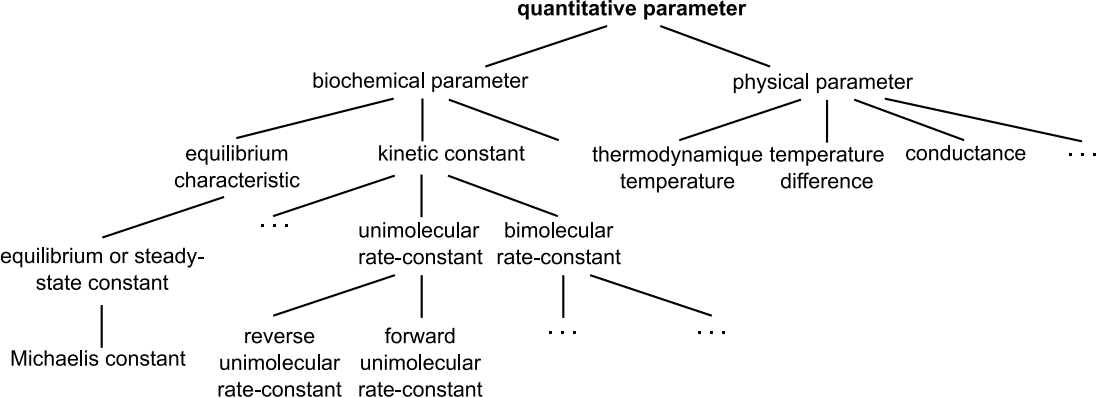 quantitative parameter
biochemical parameter
physical parameter
equilibrium
characteristic
kinetic constant
thermodynamique
temperature
temperature
difference
conductance
. . .
. . .
unimolecular
rate-constant
bimolecular
rate-constant
equilibrium or steady-
state constant
Michaelis constant
reverse
unimolecular
rate-constant
forward
unimolecular
rate-constant
. . .
. . .